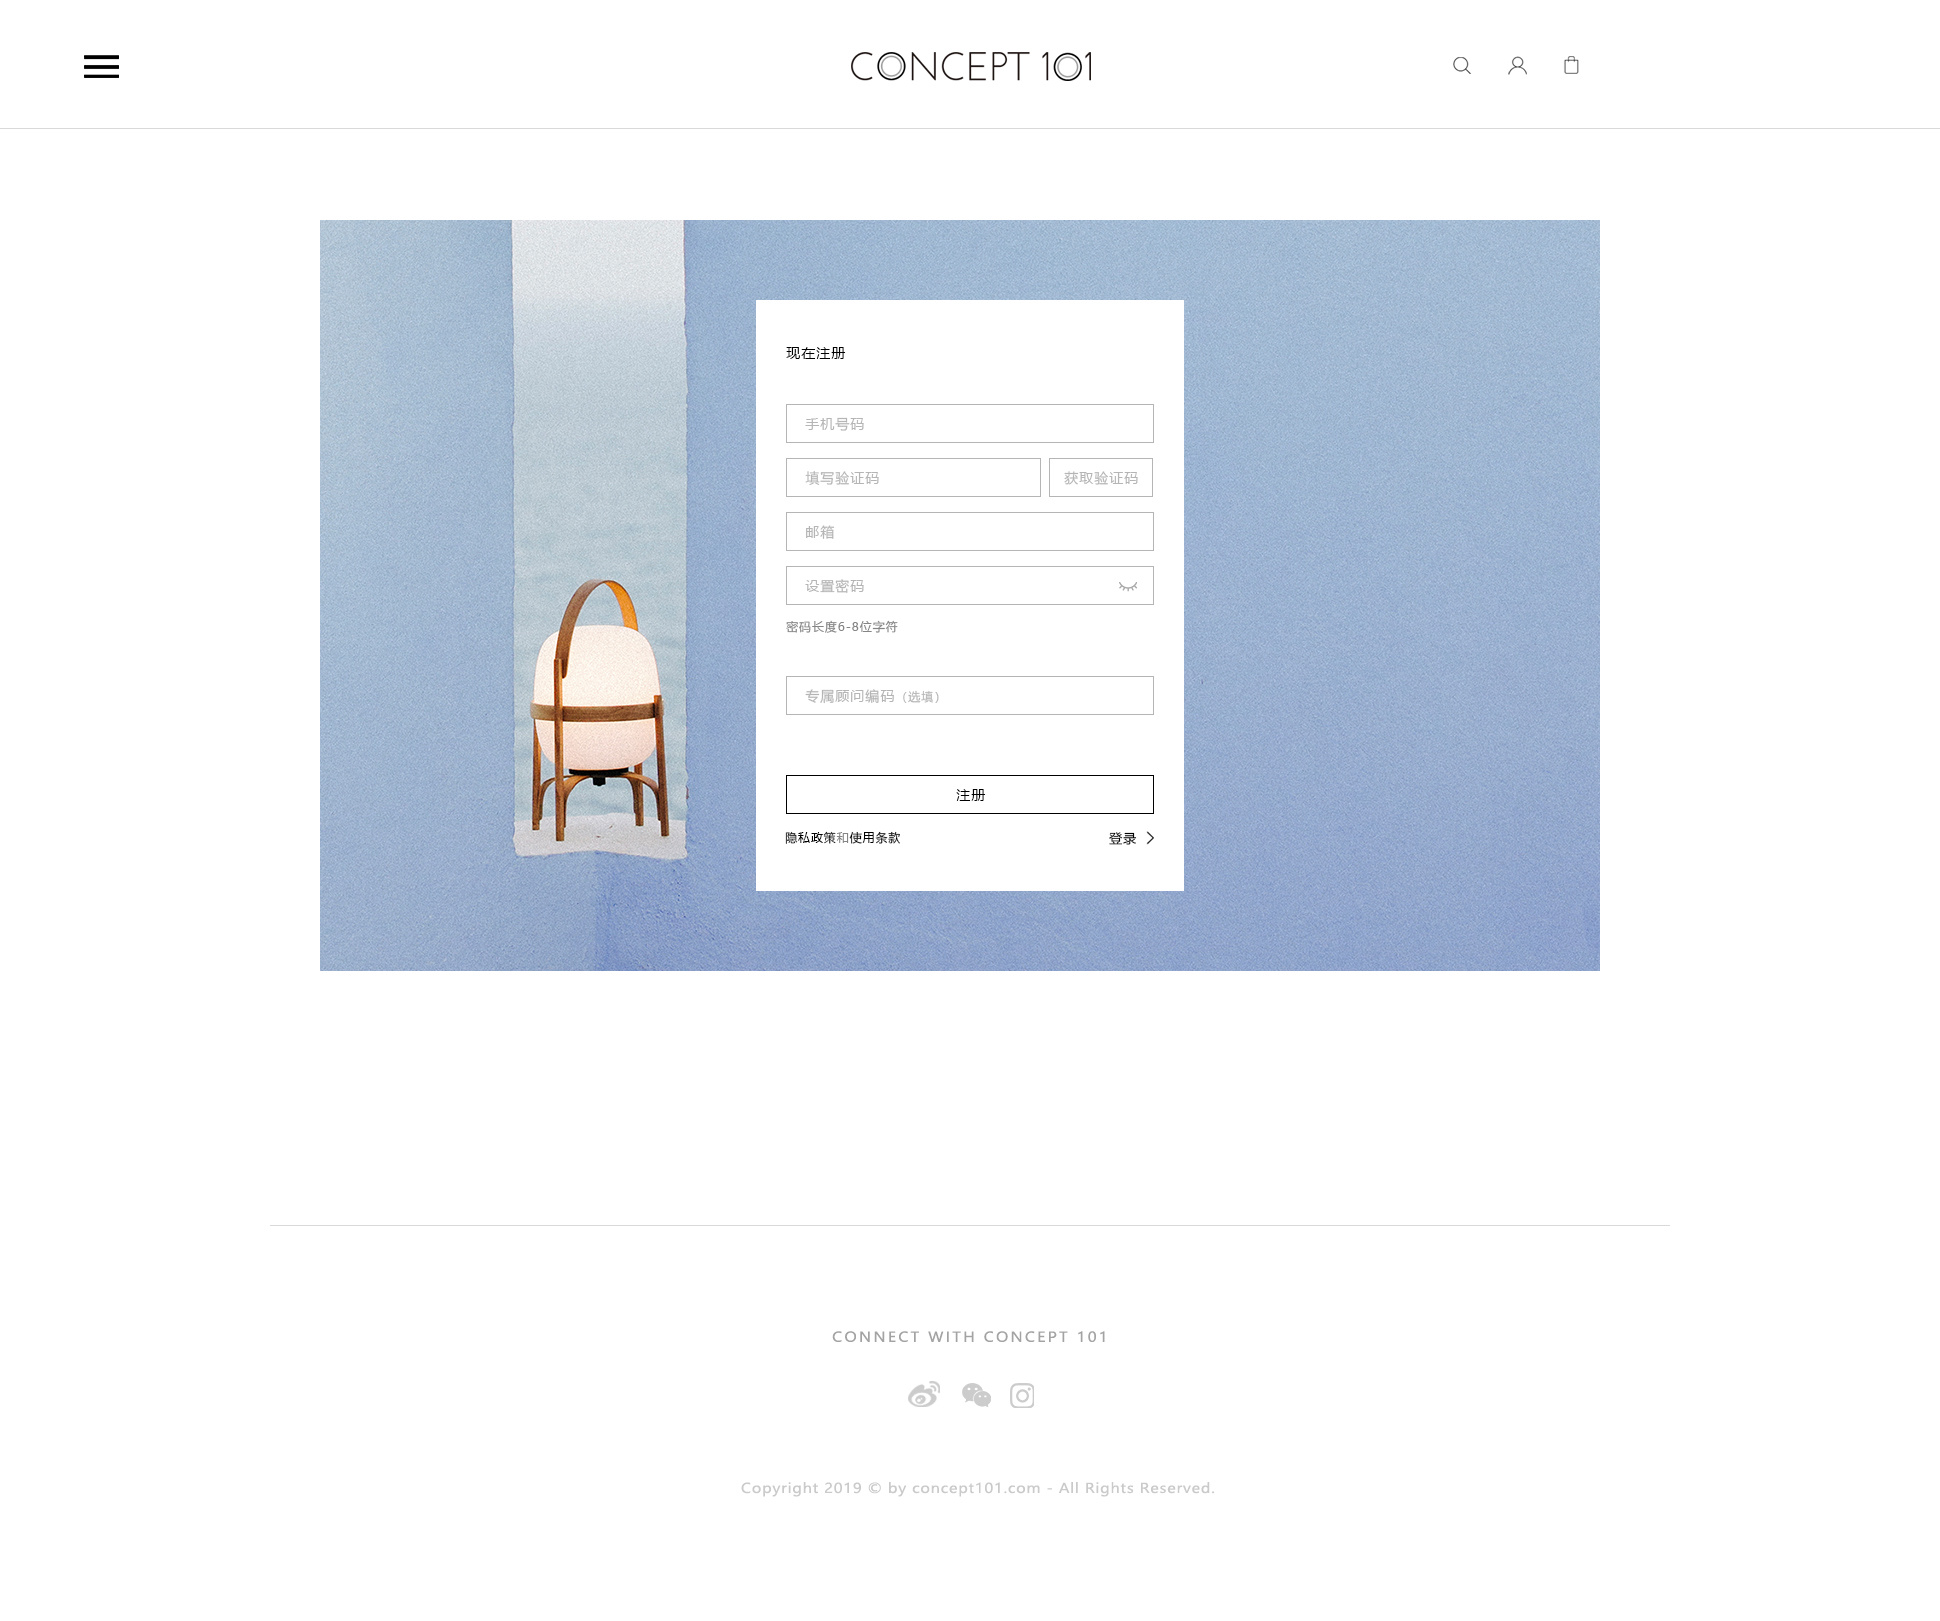 CONCEPT 101
现在注册
手机号码
填写验证码 获取验证码
邮箱
设置密码
密码长度6-8位字符
专属顾问编码（选填）
注册
隐私政策和使用条款 登录
CONNECT WITH CONCEPT 101
Copyright 2019 © by concept101.com - All Rights Reserved.